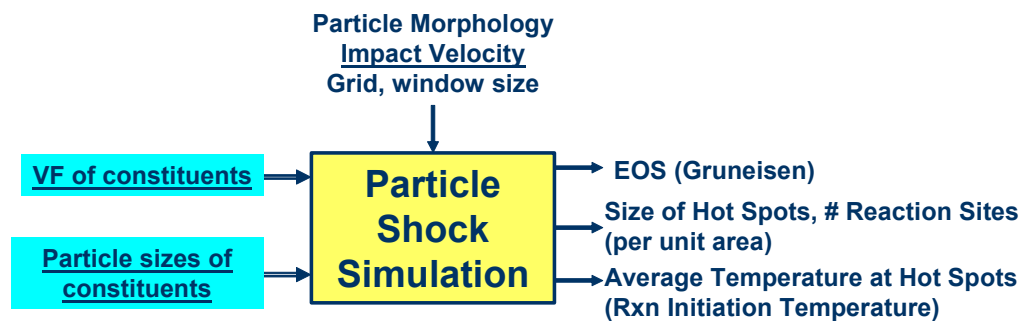 Particle Morphology
Impact Velocity
Grid, window size
VF of constituents
Particle sizes of
constituents
Particle
Shock
Simulation
EOS (Gruneisen)
Size of Hot Spots, # Reaction Sites
(per unit area)
Average Temperature at Hot Spots
(Rxn Initiation Temperature)